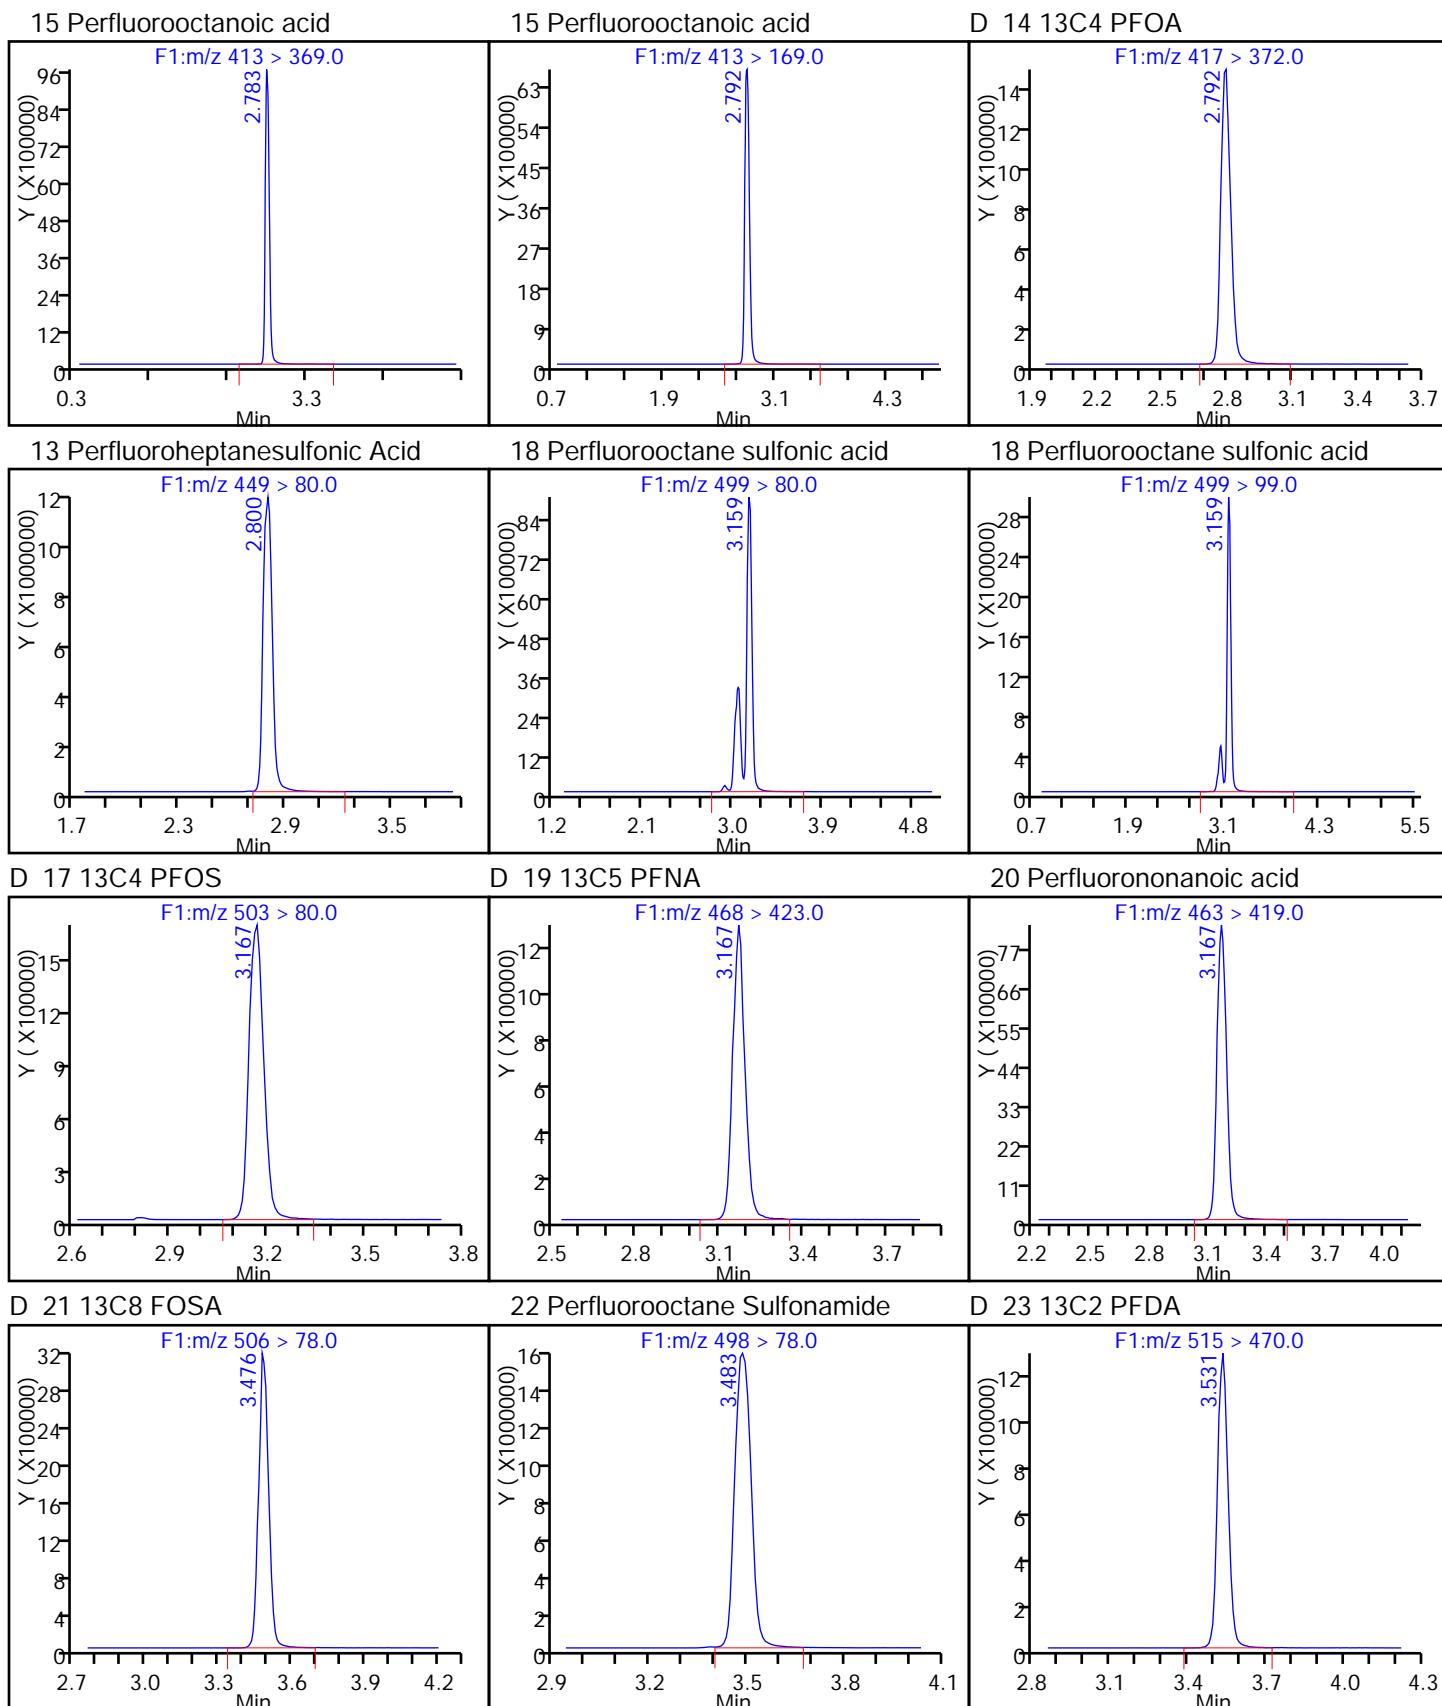 15 Perfluorooctanoic acid
F1:m/z 413 > 369.0
2.783
Y ( X100000)
96
84
72
60
48
36
24
12
0
0.3 3.3
Min
15 Perfluorooctanoic acid
F1:m/z 413 > 169.0
2.792
Y ( X100000)
63
54
45
36
27
18
9
0
0.7 1.9 3.1 4.3
Min
D 14 13C4 PFOA
F1:m/z 417 > 372.0
2.792
Y ( X100000)
14
12
10
8
6
4
2
0
1.9 2.2 2.5 2.8 3.1 3.4 3.7
Min
13 Perfluoroheptanesulfonic Acid
F1:m/z 449 > 80.0
2.800
Y ( X1000000)
12
10
8
6
4
2
0
1.7 2.3 2.9 3.5
Min
18 Perfluorooctane sulfonic acid
F1:m/z 499 > 80.0
3.159
Y ( X100000)
84
72
60
48
36
24
12
0
1.2 2.1 3.0 3.9 4.8
Min
18 Perfluorooctane sulfonic acid
F1:m/z 499 > 99.0
3.159
Y ( X100000)
28
24
20
16
12
8
4
0
0.7 1.9 3.1 4.3 5.5
Min
D 17 13C4 PFOS
F1:m/z 503 > 80.0
3.167
Y ( X100000)
15
12
9
6
3
0
2.6 2.9 3.2 3.5 3.8
Min
D 19 13C5 PFNA
F1:m/z 468 > 423.0
3.167
Y ( X100000)
12
10
8
6
4
2
0
2.5 2.8 3.1 3.4 3.7
Min
20 Perfluorononanoic acid
F1:m/z 463 > 419.0
3.167
Y ( X100000)
77
66
55
44
33
22
11
0
2.2 2.5 2.8 3.1 3.4 3.7 4.0
Min
D 21 13C8 FOSA
F1:m/z 506 > 78.0
3.476
Y ( X100000)
32
28
24
20
16
12
8
4
0
2.7 3.0 3.3 3.6 3.9 4.2
Min
22 Perfluorooctane Sulfonamide
F1:m/z 498 > 78.0
3.483
Y ( X1000000)
16
14
12
10
8
6
4
2
0
2.9 3.2 3.5 3.8 4.1
Min
D 23 13C2 PFDA
F1:m/z 515 > 470.0
3.531
Y ( X100000)
12
10
8
6
4
2
0
2.8 3.1 3.4 3.7 4.0 4.3
Min